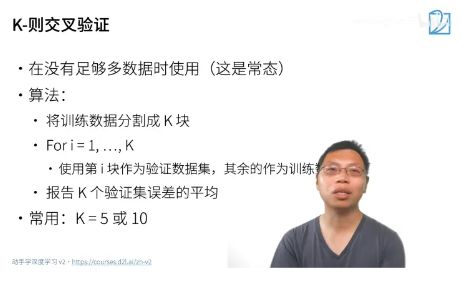 K-则交叉验证
• 在没有足够多数据时使用（这是常态）
• 算法：
• 将训练数据分割成 K 块
• For i = 1, ..., K
• 使用第 i 块作为验证数据集，其余的作为训练
• 报告 K 个验证集误差的平均
• 常用：K = 5 或 10
动手学深度学习 v2 · https://courses.d2l.ai/zh-v2